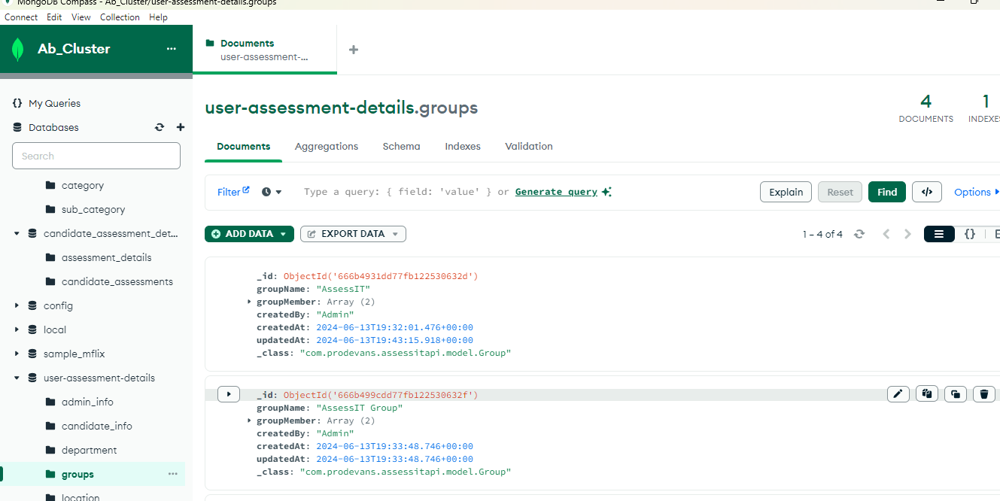 MongoDB Compass - Ab_Cluster/user-assessment-details.groups
Connect Edit View Collection Help
Ab_Cluster
...
Documents
user-assessment-...
My Queries
Databases
Search
category
sub_category
candidate_assessment_det...
assessment_details
candidate_assessments
config
local
sample_mflix
user-assessment-details
admin_info
candidate_info
department
groups
...
location
user-assessment-details.groups
4
DOCUMENTS
1
INDEXES
Documents Aggregations Schema Indexes Validation
Filter Type a query: { field: 'value' } or Generate query Explain Reset Find </> Options
ADD DATA EXPORT DATA 1 – 4 of 4 {}
_id: ObjectId('666b4931dd77fb122530632d')
groupName: "AssessIT"
groupMember: Array (2)
createdBy: "Admin"
createdAt: 2024-06-13T19:32:01.476+00:00
updatedAt: 2024-06-13T19:43:15.918+00:00
_class: "com.prodevans.assessitapi.model.Group"
_id: ObjectId('666b499cdd77fb122530632f')
groupName: "AssessIT Group"
groupMember: Array (2)
createdBy: "Admin"
createdAt: 2024-06-13T19:33:48.746+00:00
updatedAt: 2024-06-13T19:33:48.746+00:00
_class: "com.prodevans.assessitapi.model.Group"